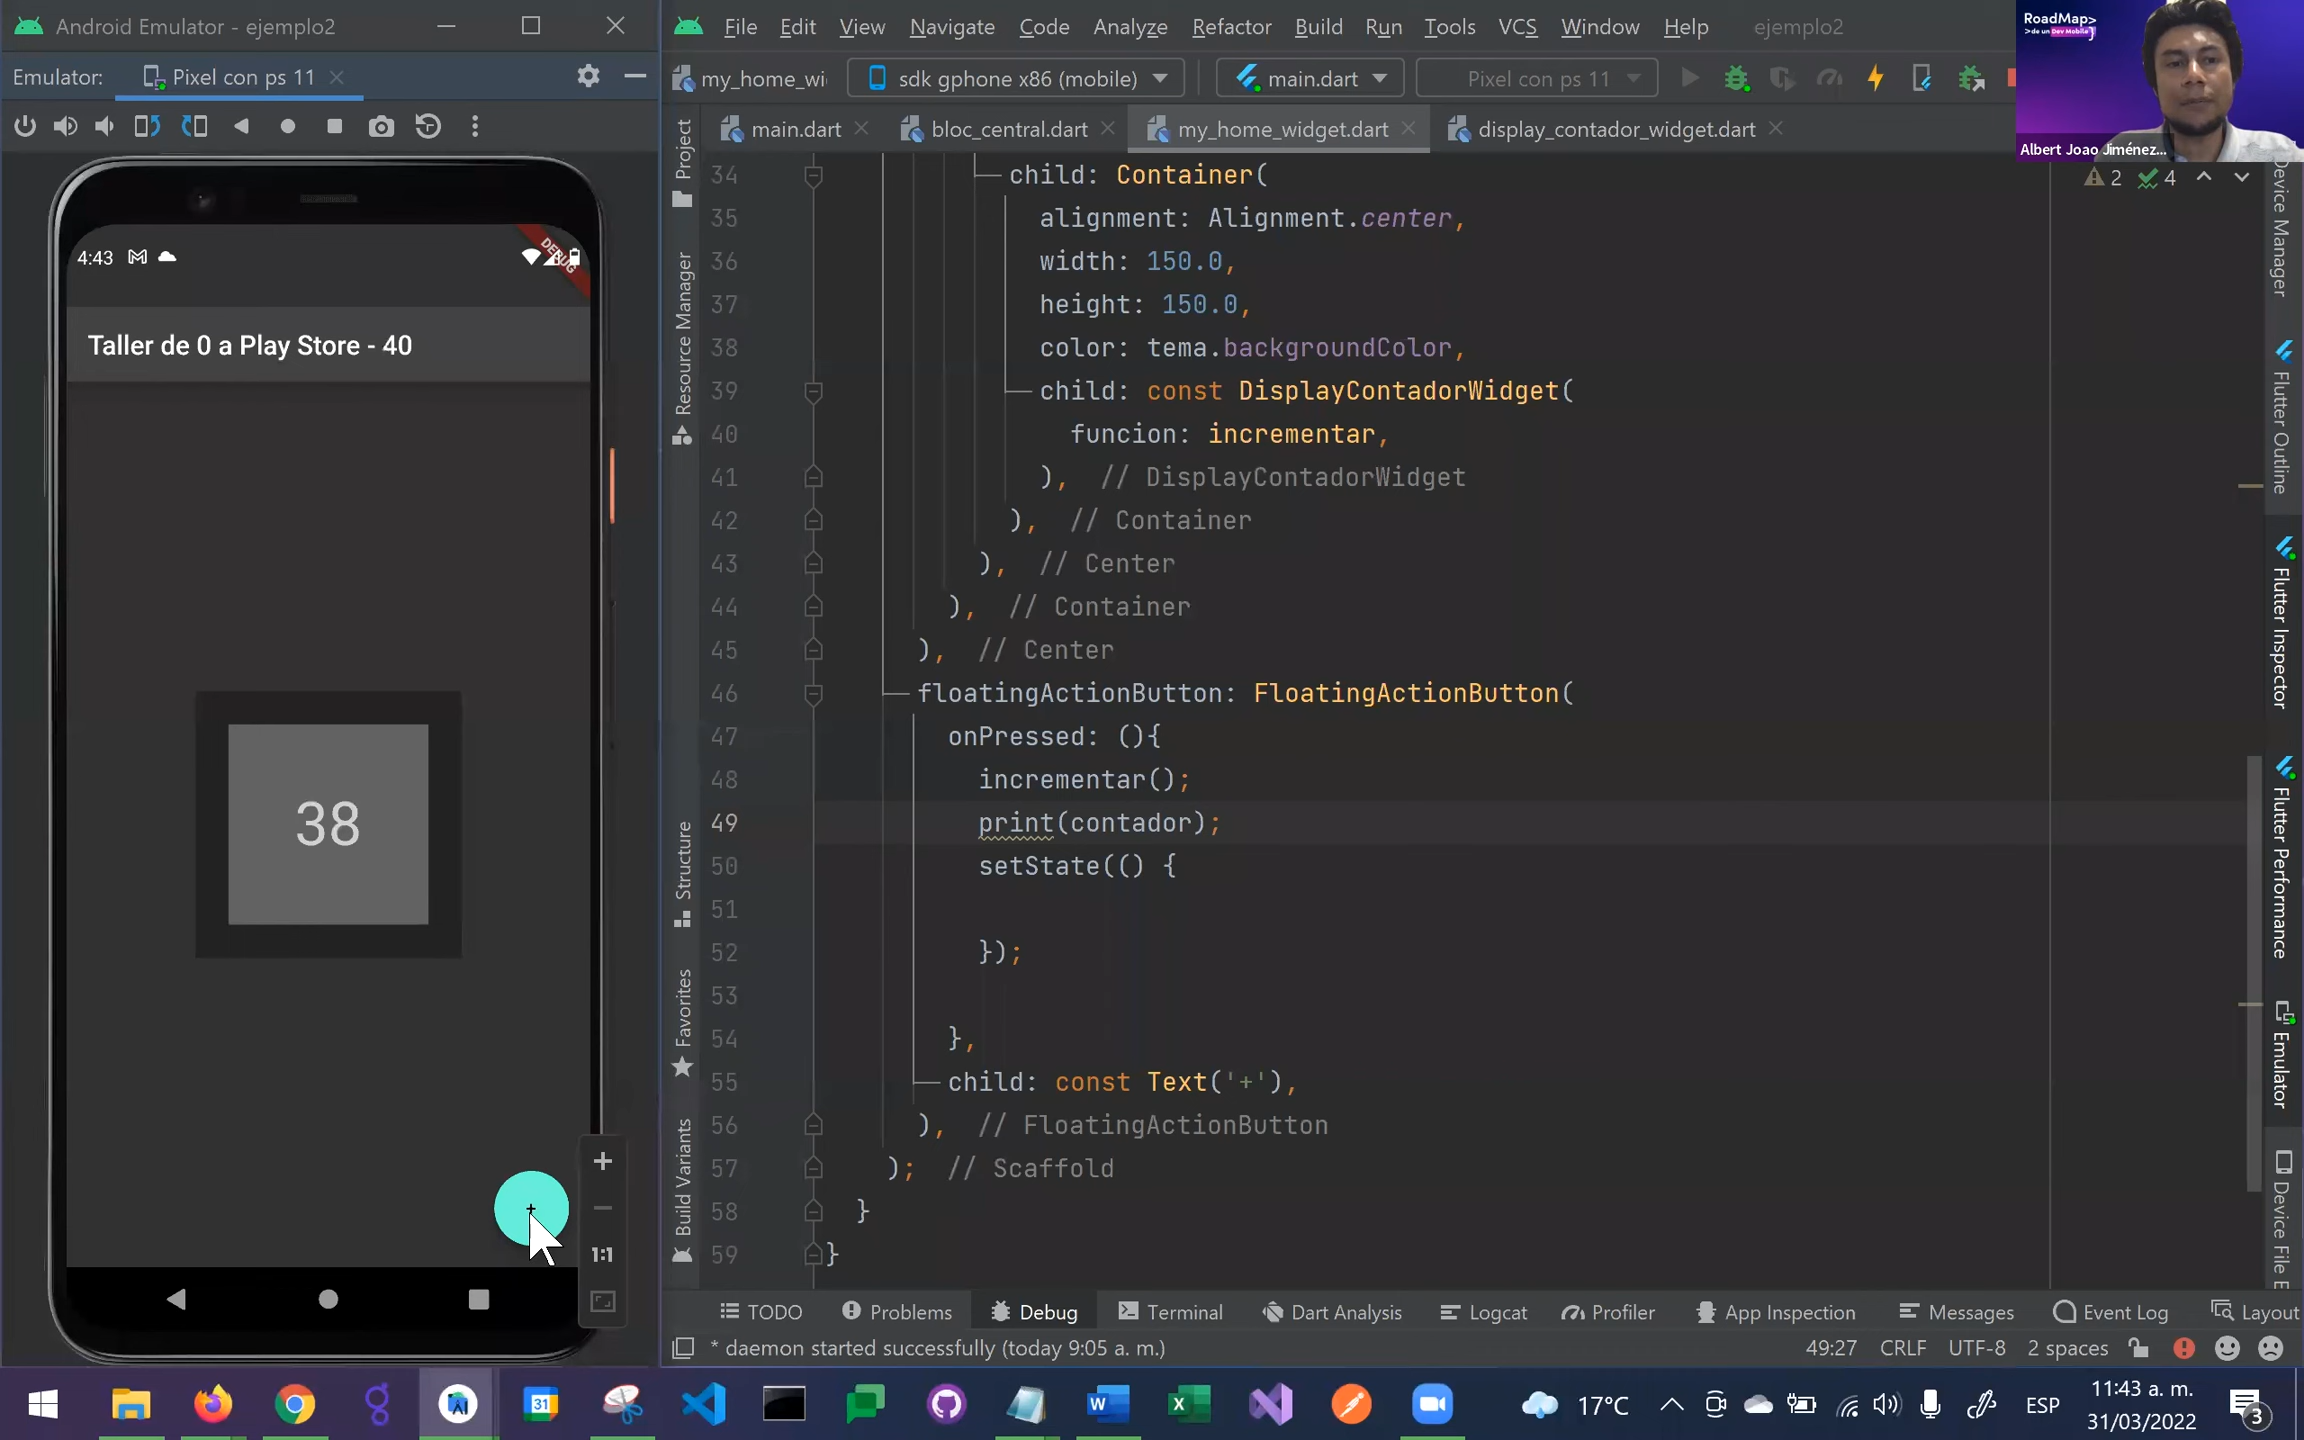 Android Emulator - ejemplo2
Emulator:
Pixel con ps 11
4:43
DEBUG
Taller de 0 a Play Store - 40
38
+
1:1
File Edit View Navigate Code Analyze Refactor Build Run Tools VCS Window Help ejemplo2
my_home_wi
sdk gphone x86 (mobile)
main.dart
Pixel con ps 11
main.dart
bloc_central.dart
my_home_widget.dart
display_contador_widget.dart
RoadMap>
>de un Dev Mobile
Albert Joao Jiménez...
2 4
Project
Resource Manager
Structure
Favorites
Build Variants
34 child: Container(
35 alignment: Alignment.center,
36 width: 150.0,
37 height: 150.0,
38 color: tema.backgroundColor,
39 child: const DisplayContadorWidget(
40 funcion: incrementar,
41 ), // DisplayContadorWidget
42 ), // Container
43 ), // Center
44 ), // Container
45 ), // Center
46 floatingActionButton: FloatingActionButton(
47 onPressed: (){
48 incrementar();
49 print(contador);
50 setState(() {
51
52 });
53
54 },
55 child: const Text('+'),
56 ), // FloatingActionButton
57 ); // Scaffold
58 }
59 }
Device Manager
Flutter Outline
Flutter Inspector
Flutter Performance
Emulator
Device File E
TODO Problems Debug Terminal Dart Analysis Logcat Profiler App Inspection Messages Event Log Layout
* daemon started successfully (today 9:05 a. m.)
49:27 CRLF UTF-8 2 spaces
31
17°C
ESP
11:43 a. m.
31/03/2022
3